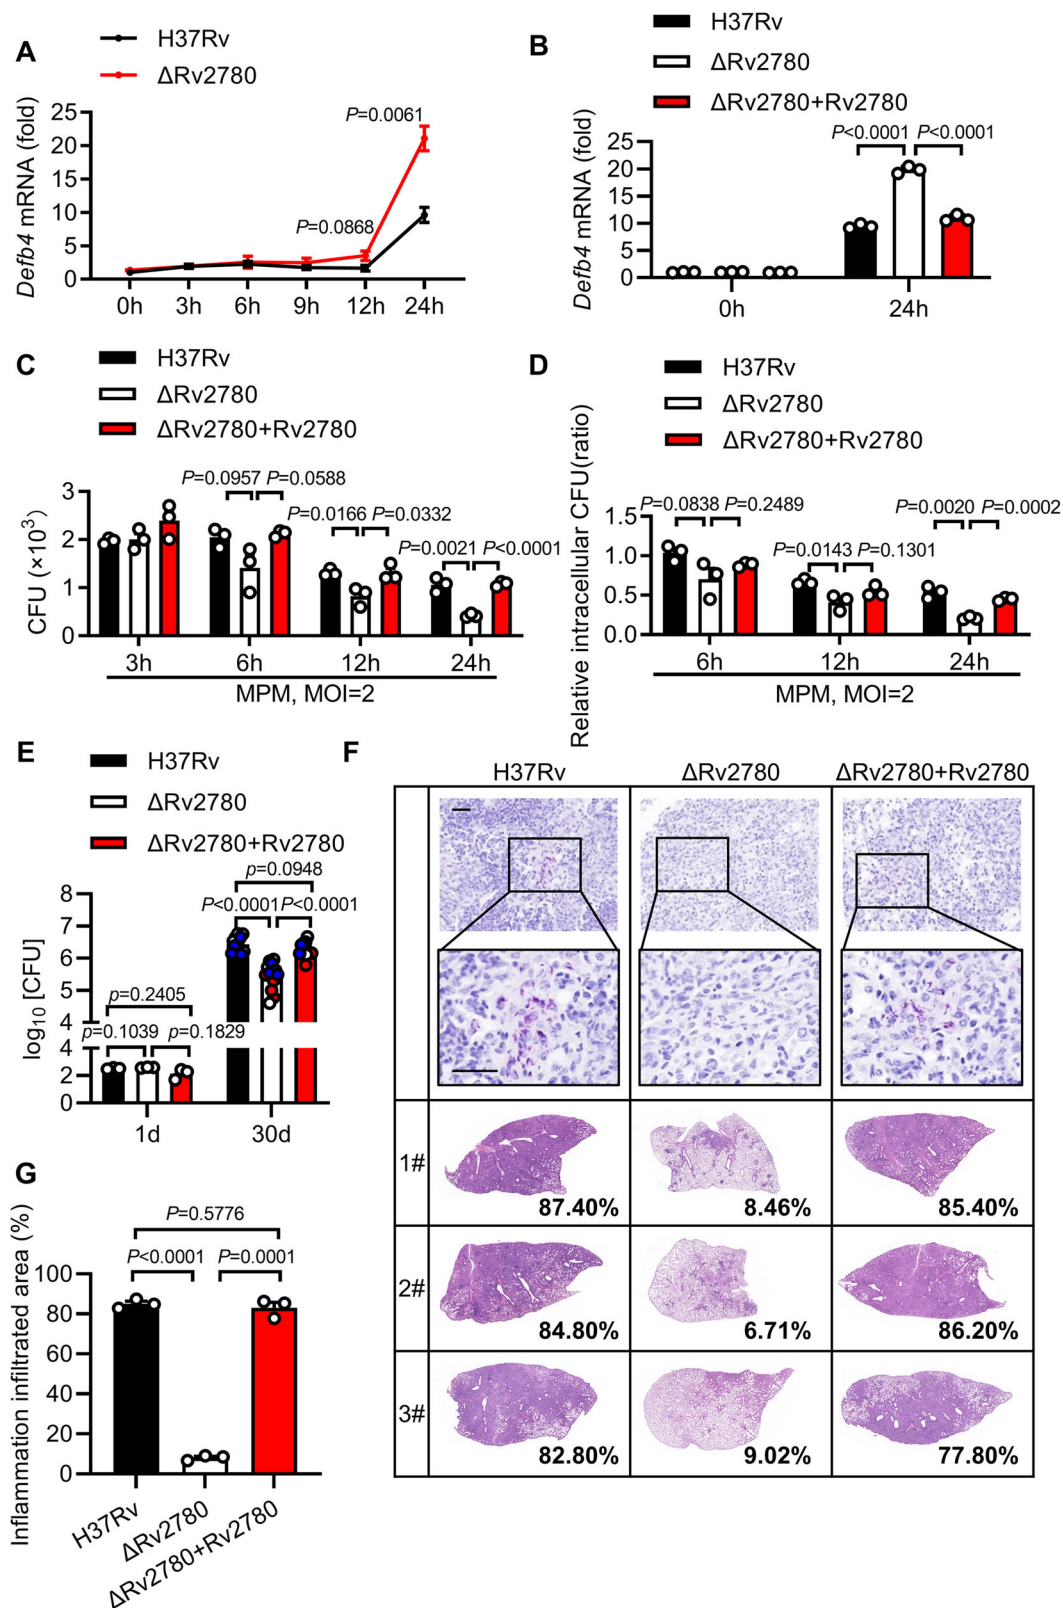 A
H37Rv
ΔRv2780
Defb4 mRNA (fold)
25
20
15
10
5
0
P=0.0061
P=0.0868
0h 3h 6h 9h 12h 24h
B
H37Rv
ΔRv2780
ΔRv2780+Rv2780
Defb4 mRNA (fold)
25
20
15
10
5
0
P<0.0001 P<0.0001
0h 24h
C
H37Rv
ΔRv2780
ΔRv2780+Rv2780
CFU (×10³)
3
2
1
0
P=0.0957 P=0.0588
P=0.0166 P=0.0332
P=0.0021 P<0.0001
3h 6h 12h 24h
MPM, MOI=2
D
H37Rv
ΔRv2780
ΔRv2780+Rv2780
Relative intracellular CFU(ratio)
1.5
1.0
0.5
0.0
P=0.0838 P=0.2489
P=0.0143 P=0.1301
P=0.0020 P=0.0002
6h 12h 24h
MPM, MOI=2
E
H37Rv
ΔRv2780
ΔRv2780+Rv2780
log₁₀ [CFU]
8
7
6
5
4
4
2
0
p=0.0948
P<0.0001 P<0.0001
p=0.2405
p=0.1039 p=0.1829
1d 30d
F
H37Rv ΔRv2780 ΔRv2780+Rv2780
1#
87.40% 8.46% 85.40%
2#
84.80% 6.71% 86.20%
3#
82.80% 9.02% 77.80%
G
Inflammation infiltrated area (%)
100
80
60
40
20
0
P=0.5776
P<0.0001 P=0.0001
H37Rv
ΔRv2780
ΔRv2780+Rv2780